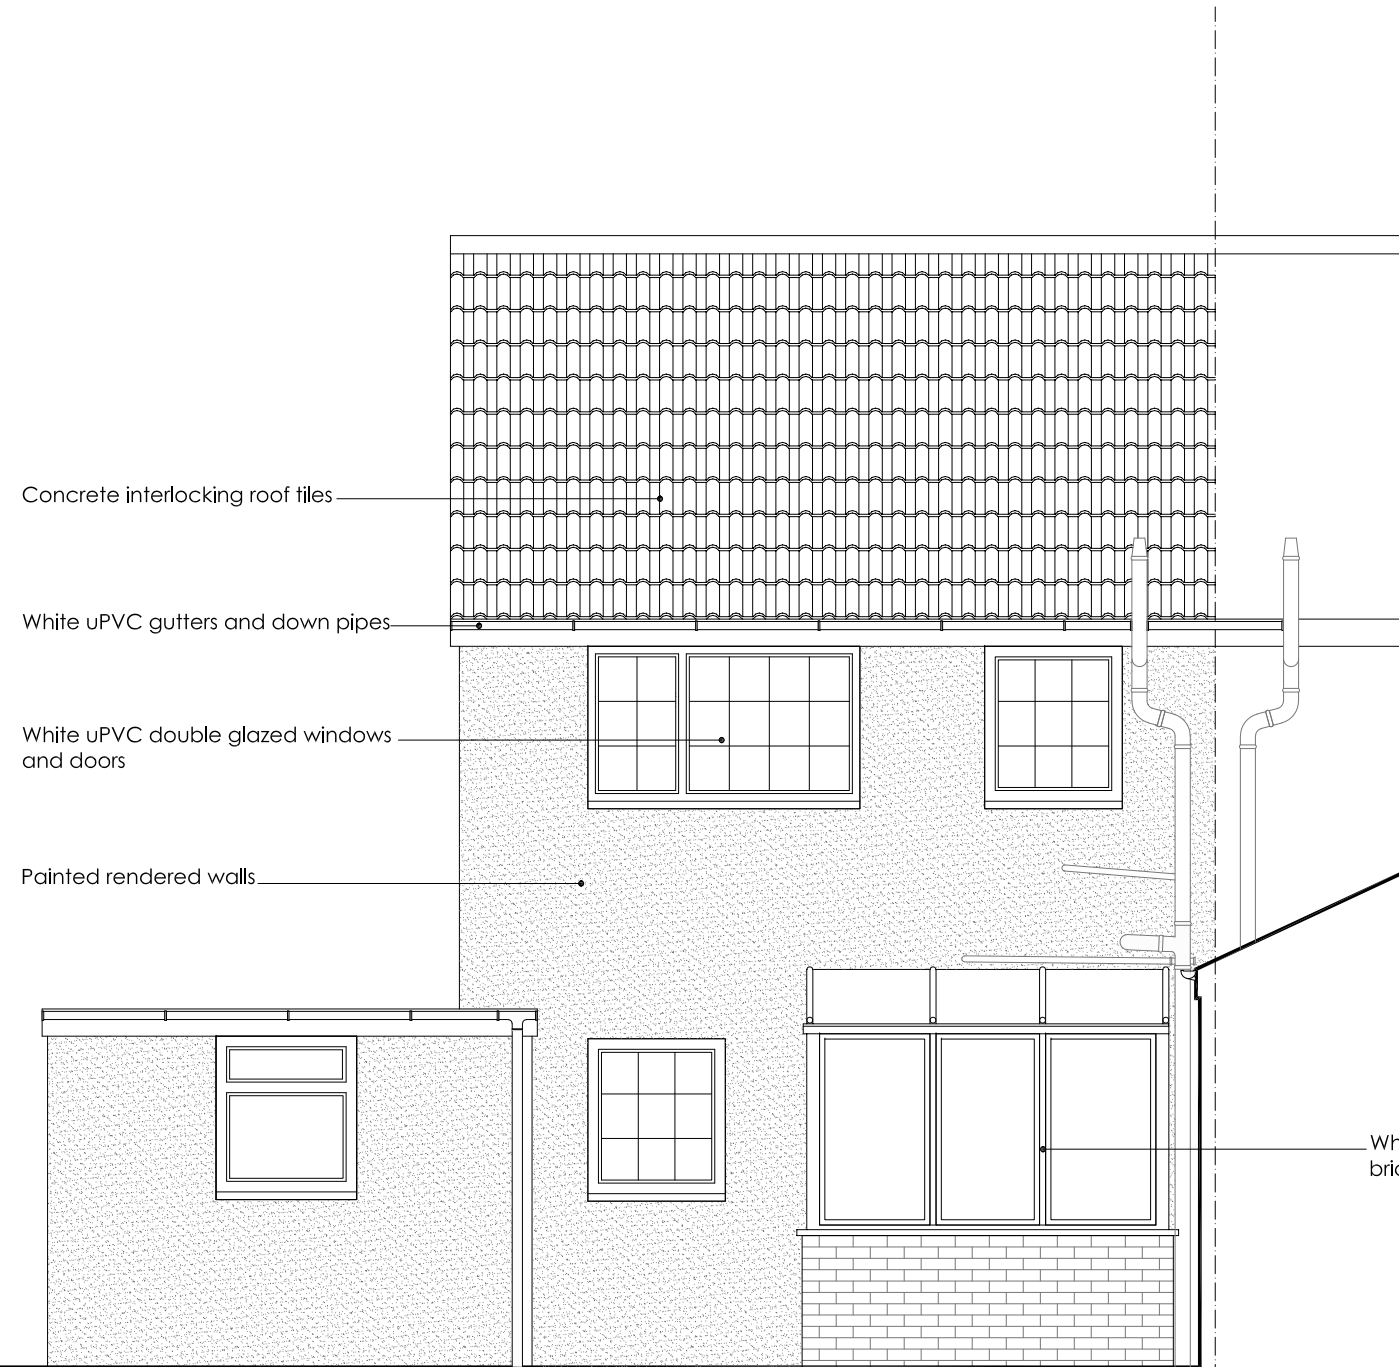 Concrete interlocking roof tiles
White uPVC gutters and down pipes
White uPVC double glazed windows
and doors
Painted rendered walls